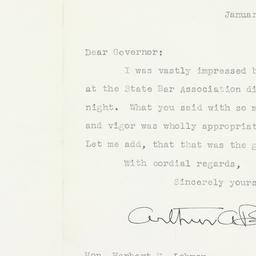 Januar
Dear Governor:
I was vastly impressed b
at the State Bar Association di
night. What you said with so m
and vigor was wholly appropriat
Let me add, that that was the g
With cordial regards,
Sincerely yours
Arthur A B
Hon. Herbert